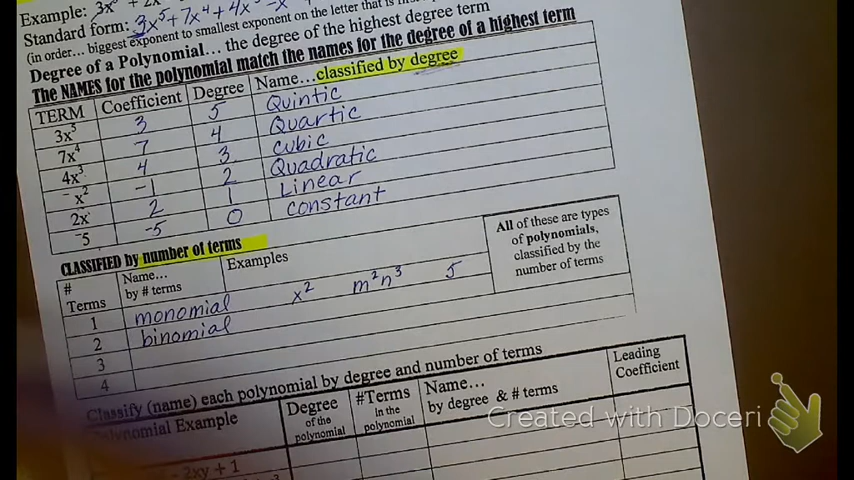 Example: 3x⁵ + 2x
Standard form: 3x⁵ + 7x⁴ + 4x³ - x
(in order... biggest exponent to smallest exponent on the letter that is
Degree of a Polynomial... the degree of the highest degree term
The NAMES for the polynomial match the names for the degree of a highest term
TERM Coefficient Degree Name...classified by degree
3x⁵ 3 5 Quintic
7x⁴ 7 4 Quartic
4x³ 4 3 cubic
-x² -1 2 Quadratic
2x 2 1 Linear
-5 -5 0 constant
CLASSIFIED by number of terms
# Terms Name... by # terms Examples
All of these are types
of polynomials,
classified by the
number of terms
1 monomial x² m²n³ 5
2 binomial
3
4
Classify (name) each polynomial by degree and number of terms
Polynomial Example Degree of the polynomial #Terms in the polynomial Name... by degree & # terms Leading Coefficient
- 2xy + 1
Created with Doceri